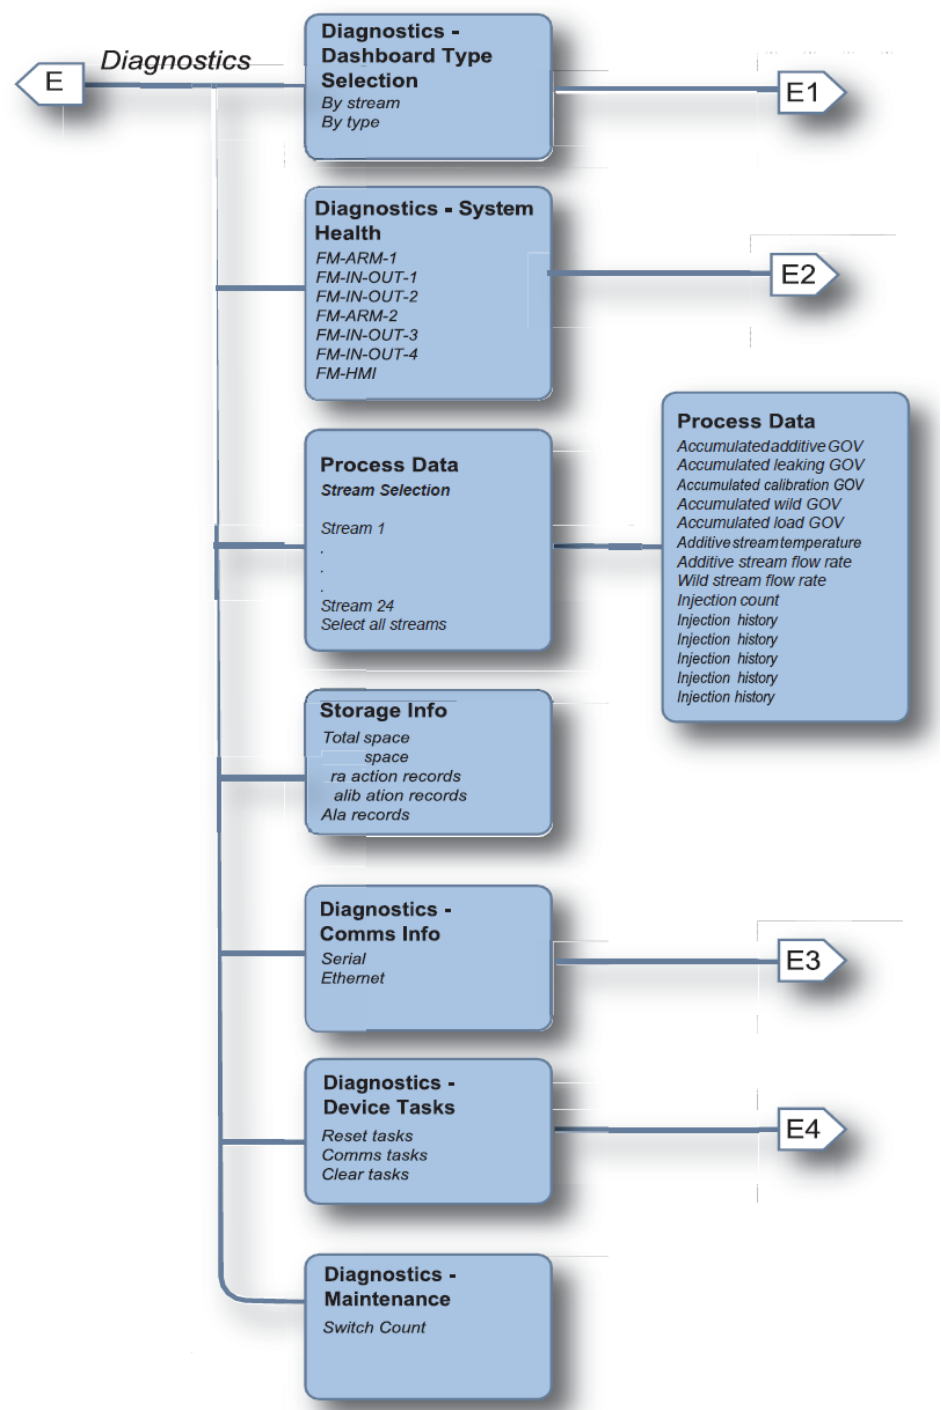 E
Diagnostics
Diagnostics -
Dashboard Type
Selection
By stream
By type
E1
Diagnostics - System
Health
FM-ARM-1
FM-IN-OUT-1
FM-IN-OUT-2
FM-ARM-2
FM-IN-OUT-3
FM-IN-OUT-4
FM-HMI
E2
Process Data
Stream Selection
Stream 1
.
.
.
Stream 24
Select all streams
Process Data
Accumulated additive GOV
Accumulated leaking GOV
Accumulated calibration GOV
Accumulated wild GOV
Accumulated load GOV
Additive stream temperature
Additive stream flow rate
Wild stream flow rate
Injection count
Injection history
Injection history
Injection history
Injection history
Injection history
Storage Info
Total space
space
ra action records
alib ation records
Ala records
Diagnostics -
Comms Info
Serial
Ethernet
E3
Diagnostics -
Device Tasks
Reset tasks
Comms tasks
Clear tasks
E4
Diagnostics -
Maintenance
Switch Count